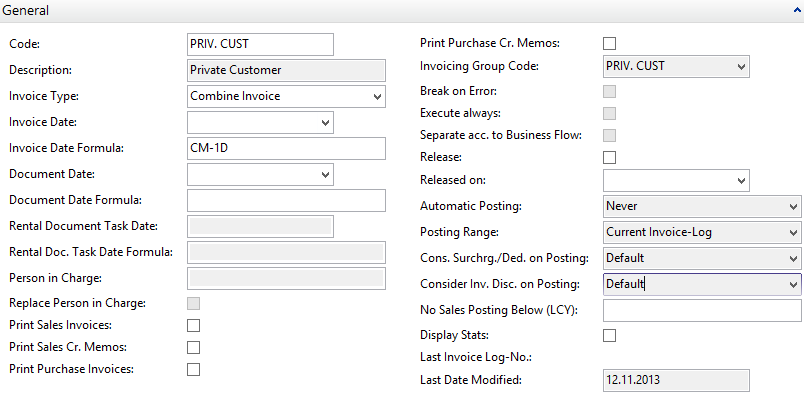 General
Code: PRIV. CUST
Description: Private Customer
Invoice Type: Combine Invoice
Invoice Date:
Invoice Date Formula: CM-1D
Document Date:
Document Date Formula:
Rental Document Task Date:
Rental Doc. Task Date Formula:
Person in Charge:
Replace Person in Charge:
Print Sales Invoices:
Print Sales Cr. Memos:
Print Purchase Invoices:
Print Purchase Cr. Memos:
Invoicing Group Code: PRIV. CUST
Break on Error:
Execute always:
Separate acc. to Business Flow:
Release:
Released on:
Automatic Posting: Never
Posting Range: Current Invoice-Log
Cons. Surchrg./Ded. on Posting: Default
Consider Inv. Disc. on Posting: Default
No Sales Posting Below (LCY):
Display Stats:
Last Invoice Log-No.:
Last Date Modified: 12.11.2013